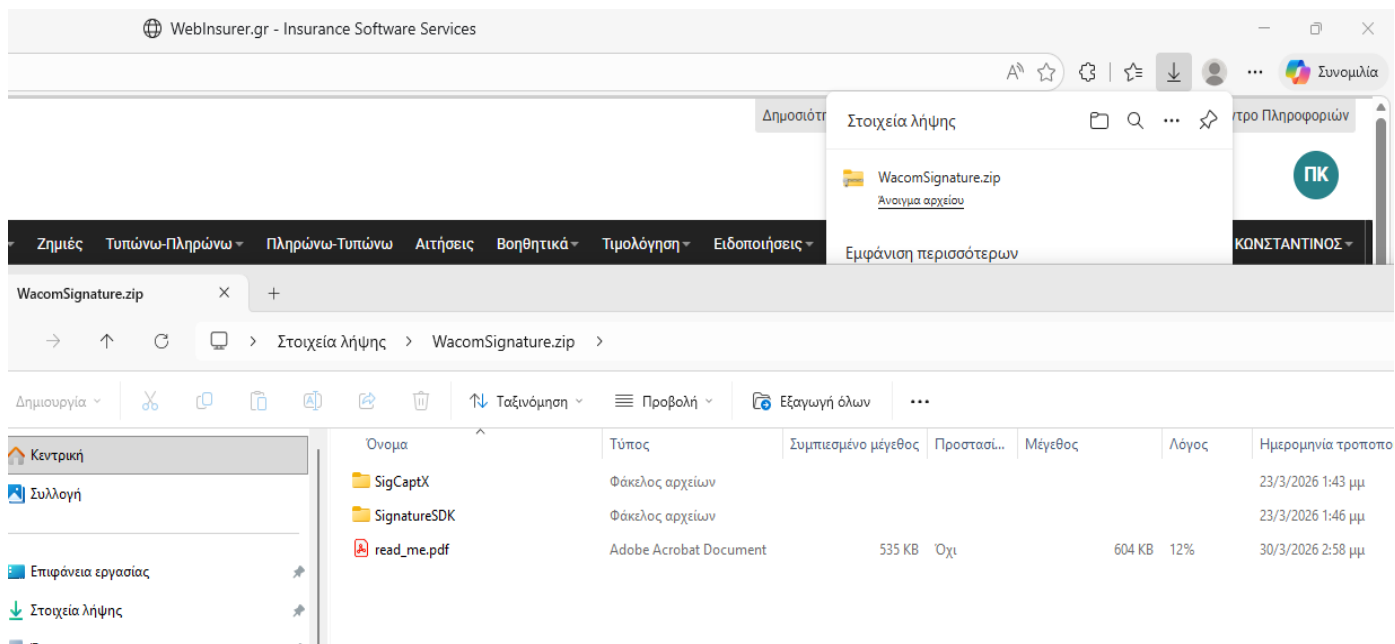 WebInsurer.gr - Insurance Software Services
Συνομιλία
Στοιχεία λήψης
WacomSignature.zip
Άνοιγμα αρχείου
Εμφάνιση περισσότερων
ΠΚ
Ζημιές Τυπώνω-Πληρώνω Πληρώνω-Τυπώνω Αιτήσεις Βοηθητικά Τιμολόγηση Ειδοποιήσεις ΚΩΝΣΤΑΝΤΙΝΟΣ
WacomSignature.zip
Στοιχεία λήψης > WacomSignature.zip >
Δημιουργία Ταξινόμηση Προβολή Εξαγωγή όλων
Όνομα Τύπος Συμπιεσμένο μέγεθος Προστασί... Μέγεθος Λόγος Ημερομηνία τροποπο
Κεντρική
Συλλογή
Επιφάνεια εργασίας
Στοιχεία λήψης
SigCaptX Φάκελος αρχείων 23/3/2026 1:43 μμ
SignatureSDK Φάκελος αρχείων 23/3/2026 1:46 μμ
read_me.pdf Adobe Acrobat Document 535 KB Όχι 604 KB 12% 30/3/2026 2:58 μμ